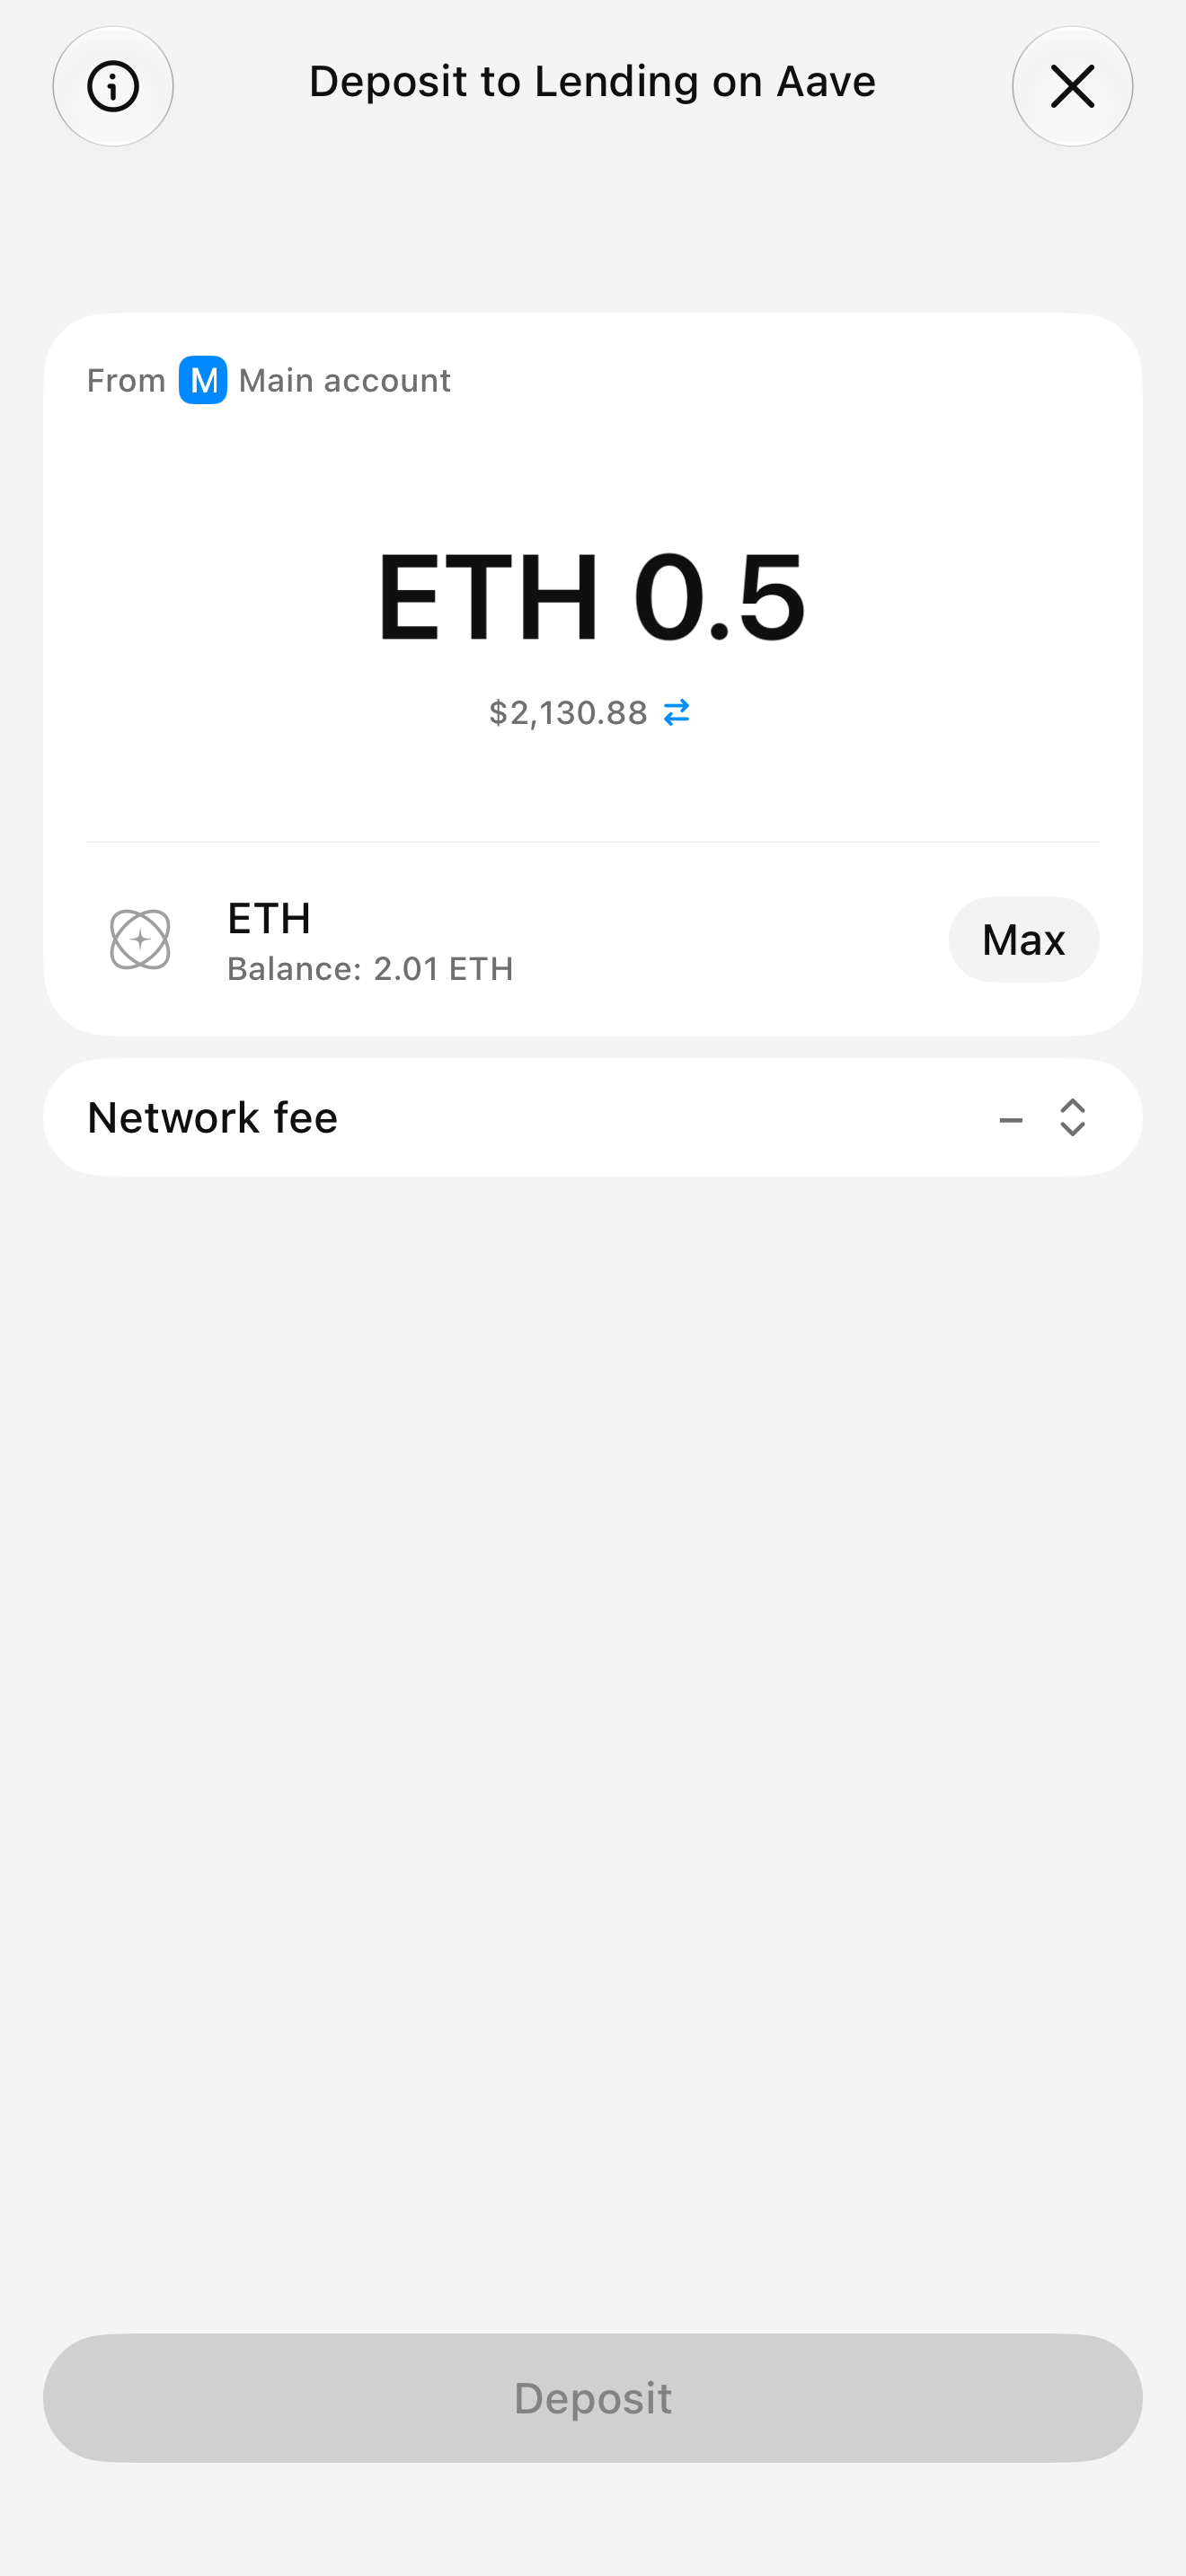 Deposit to Lending on Aave
From M Main account
ETH 0.5
$2,130.88
ETH
Balance: 2.01 ETH
Max
Network fee
–
Deposit